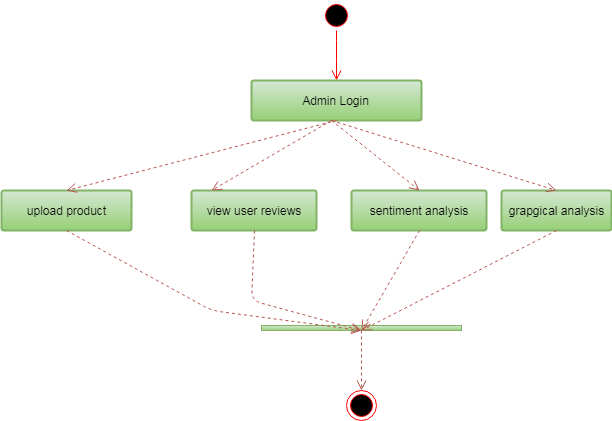 Admin Login
upload product
view user reviews
sentiment analysis
grapgical analysis